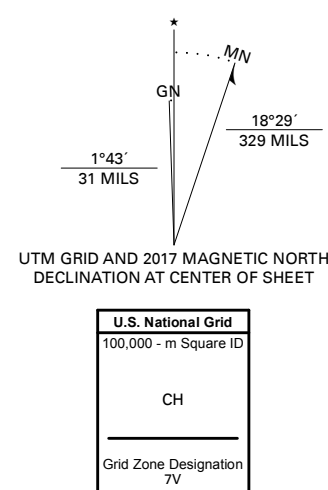 ★
MN
GN
18°29´
329 MILS
1°43´
31 MILS
UTM GRID AND 2017 MAGNETIC NORTH
DECLINATION AT CENTER OF SHEET
U.S. National Grid
100,000 - m Square ID
CH
Grid Zone Designation
7V